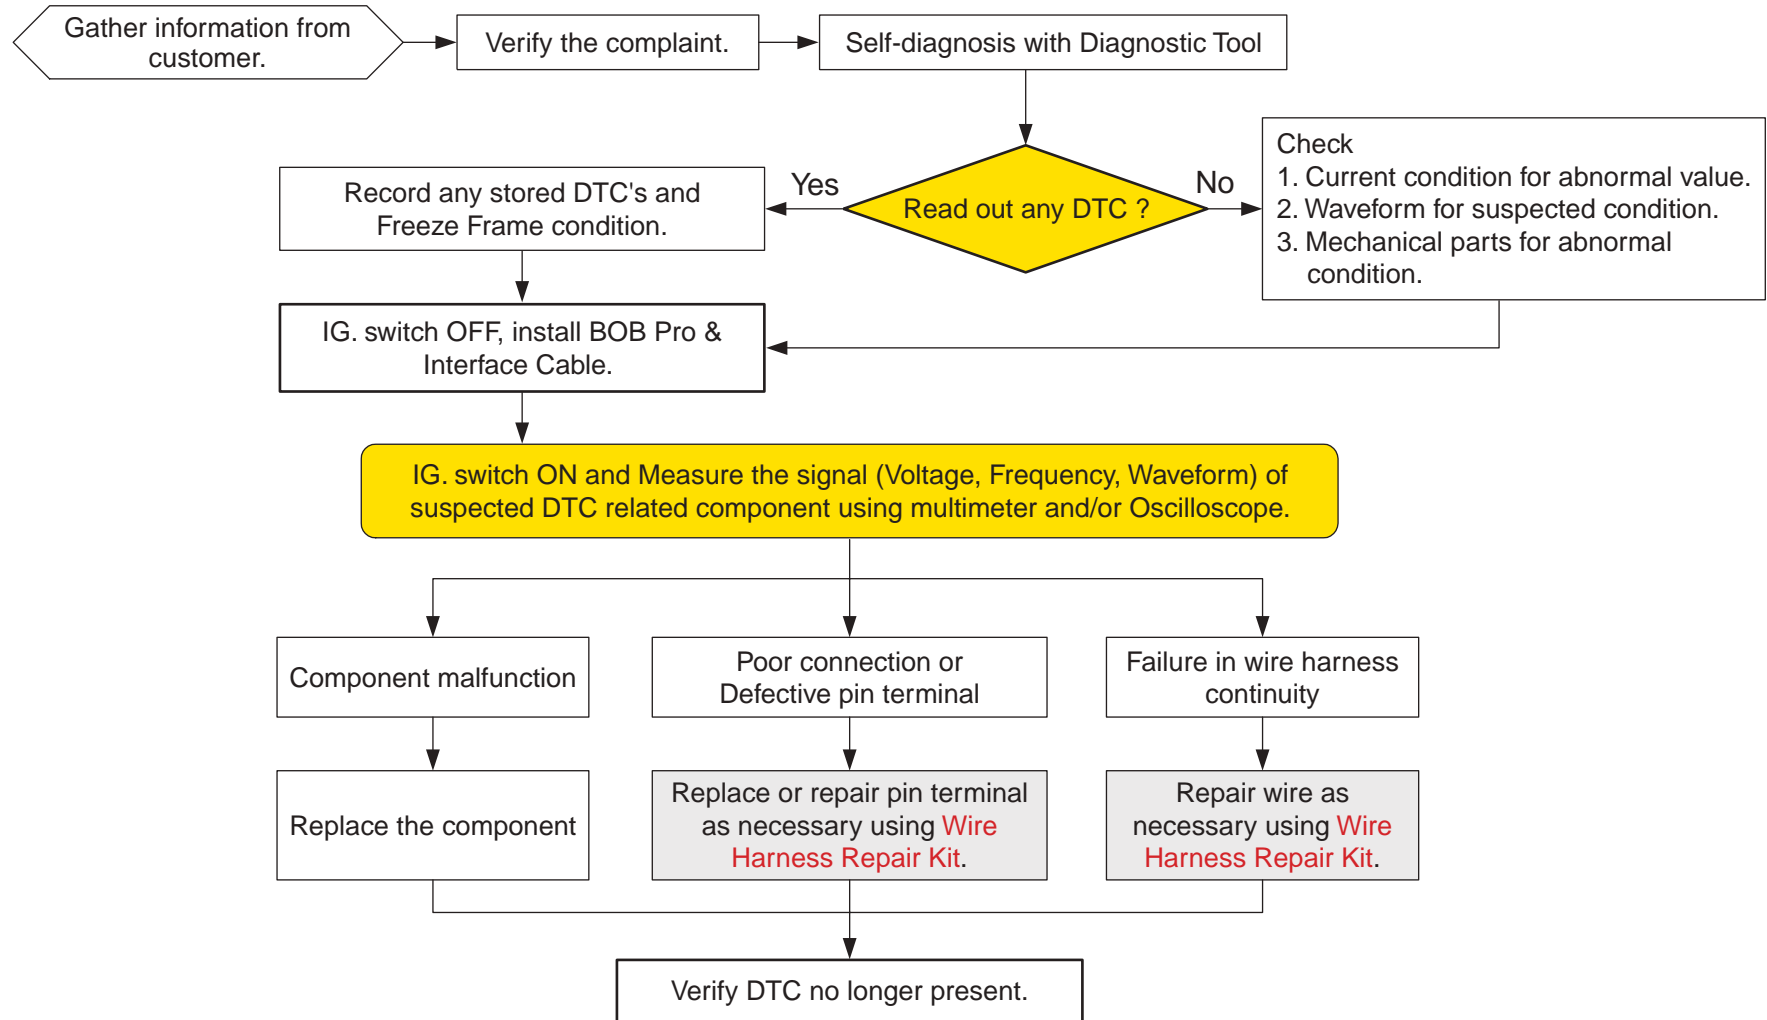 Gather information from
customer.
Verify the complaint.
Self-diagnosis with Diagnostic Tool
Read out any DTC ?
Yes
No
Record any stored DTC's and
Freeze Frame condition.
Check
1. Current condition for abnormal value.
2. Waveform for suspected condition.
3. Mechanical parts for abnormal
condition.
IG. switch OFF, install BOB Pro &
Interface Cable.
IG. switch ON and Measure the signal (Voltage, Frequency, Waveform) of
suspected DTC related component using multimeter and/or Oscilloscope.
Component malfunction
Poor connection or
Defective pin terminal
Failure in wire harness
continuity
Replace the component
Replace or repair pin terminal
as necessary using Wire
Harness Repair Kit.
Repair wire as
necessary using Wire
Harness Repair Kit.
Verify DTC no longer present.